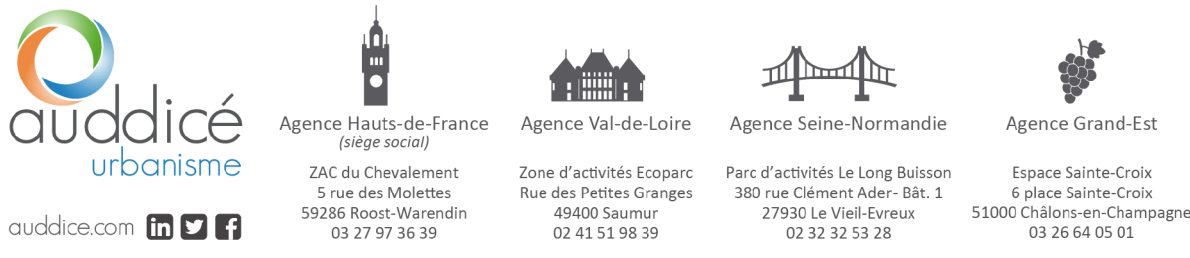 auddicé
urbanisme
auddice.com
Agence Hauts-de-France
(siège social)
ZAC du Chevalement
5 rue des Molettes
59286 Roost-Warendin
03 27 97 36 39
Agence Val-de-Loire
Zone d'activités Ecoparc
Rue des Petites Granges
49400 Saumur
02 41 51 98 39
Agence Seine-Normandie
Parc d'activités Le Long Buisson
380 rue Clément Ader- Bât. 1
27930 Le Vieil-Evreux
02 32 32 53 28
Agence Grand-Est
Espace Sainte-Croix
6 place Sainte-Croix
51000 Châlons-en-Champagne
03 26 64 05 01